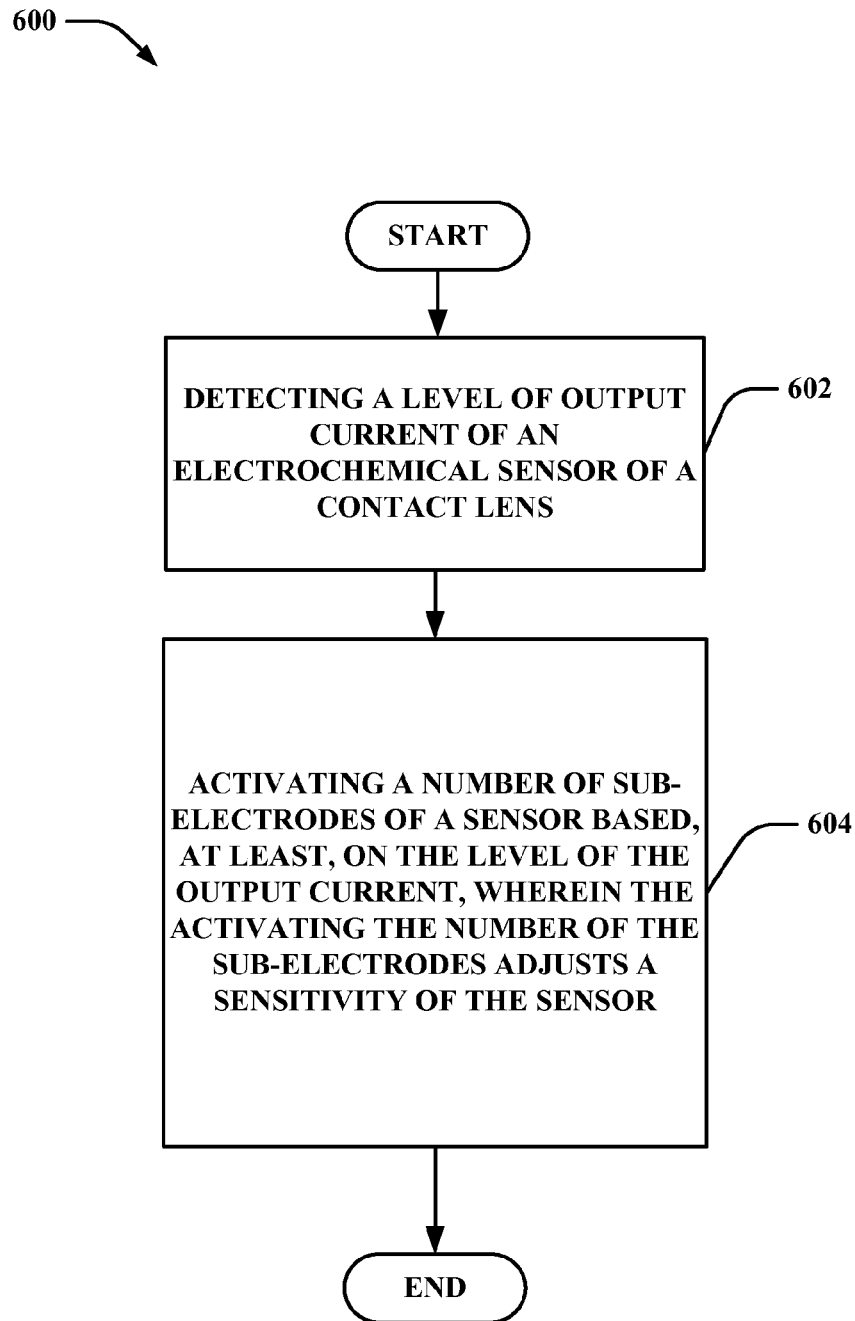 600
START
DETECTING A LEVEL OF OUTPUT
CURRENT OF AN
ELECTROCHEMICAL SENSOR OF A
CONTACT LENS
602
ACTIVATING A NUMBER OF SUB-
ELECTRODES OF A SENSOR BASED,
AT LEAST, ON THE LEVEL OF THE
OUTPUT CURRENT, WHEREIN THE
ACTIVATING THE NUMBER OF THE
SUB-ELECTRODES ADJUSTS A
SENSITIVITY OF THE SENSOR
604
END